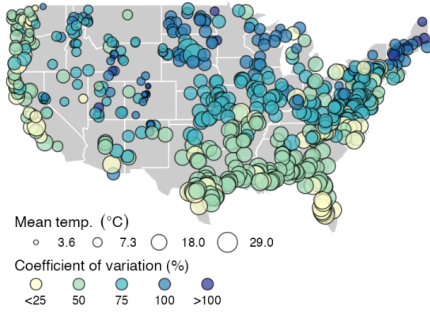 Mean temp. (°C)
3.6 7.3 18.0 29.0
Coefficient of variation (%)
<25 50 75 100 >100